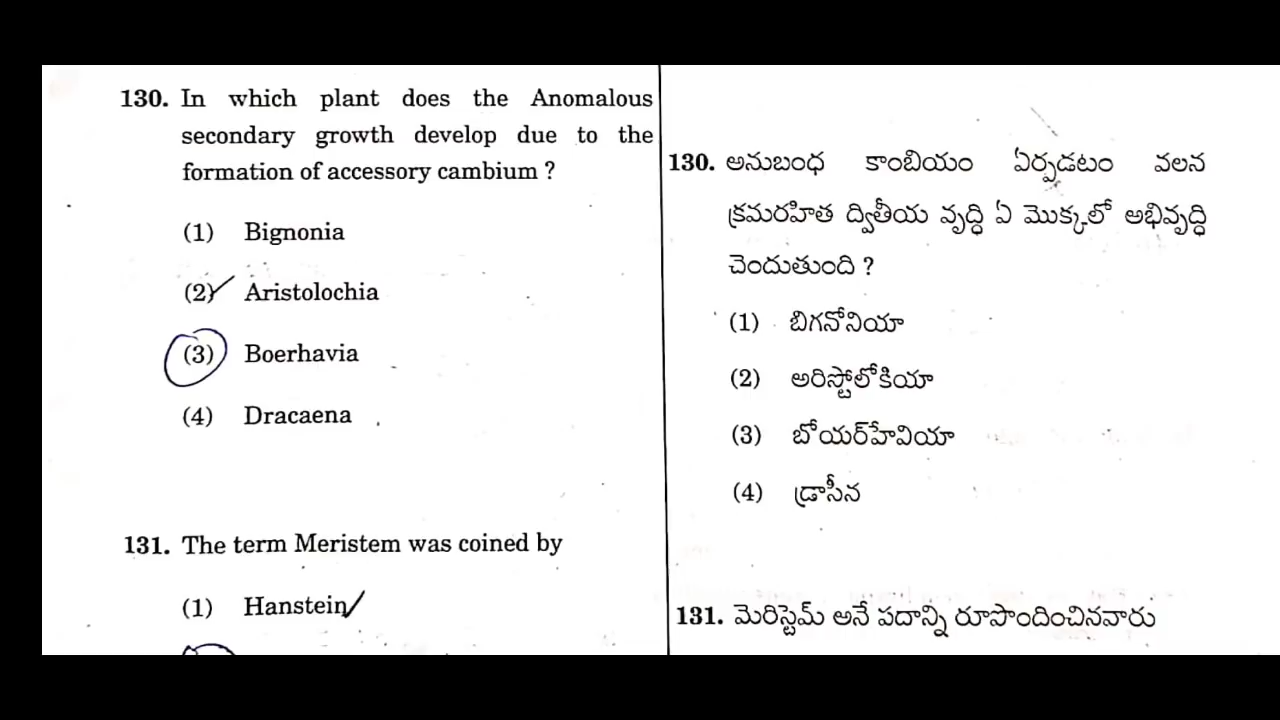 130. In which plant does the Anomalous
secondary growth develop due to the
formation of accessory cambium ?
(1) Bignonia
(2) Aristolochia
(3) Boerhavia
(4) Dracaena
131. The term Meristem was coined by
(1) Hanstein
130. అనుబంధ కాంబియం ఏర్పడటం వలన
క్రమరహిత ద్వితీయ వృద్ధి ఏ మొక్కలో అభివృద్ధి
చెందుతుంది ?
(1) బిగనోనియా
(2) అరిస్టోలోకియా
(3) బోయర్‌హేవియా
(4) డ్రాసీన
131. మెరిస్టెమ్ అనే పదాన్ని రూపొందించినవారు